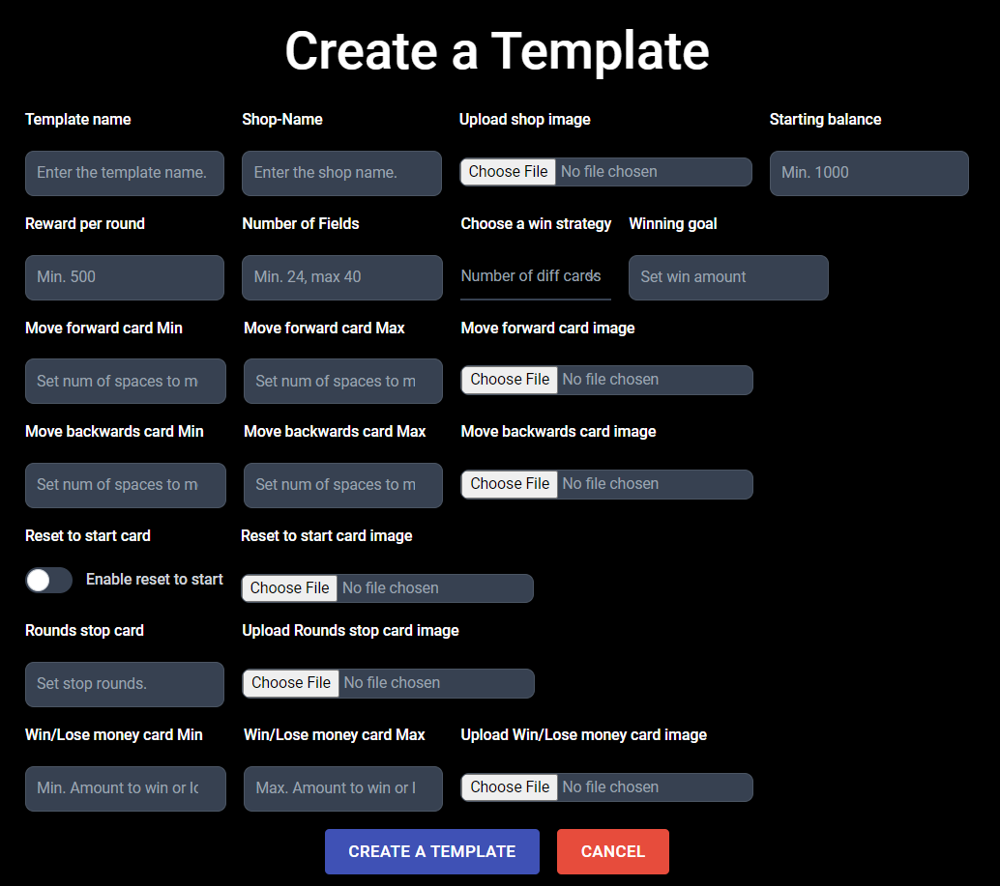 Create a Template
Template name Shop-Name Upload shop image Starting balance
Enter the template name. Enter the shop name. Choose File No file chosen Min. 1000
Reward per round Number of Fields Choose a win strategy Winning goal
Min. 500 Min. 24, max 40 Number of diff cards Set win amount
Move forward card Min Move forward card Max Move forward card image
Set num of spaces to m Set num of spaces to m Choose File No file chosen
Move backwards card Min Move backwards card Max Move backwards card image
Set num of spaces to m Set num of spaces to m Choose File No file chosen
Reset to start card Reset to start card image
Enable reset to start Choose File No file chosen
Rounds stop card Upload Rounds stop card image
Set stop rounds. Choose File No file chosen
Win/Lose money card Min Win/Lose money card Max Upload Win/Lose money card image
Min. Amount to win or lo Max. Amount to win or l Choose File No file chosen
CREATE A TEMPLATE CANCEL